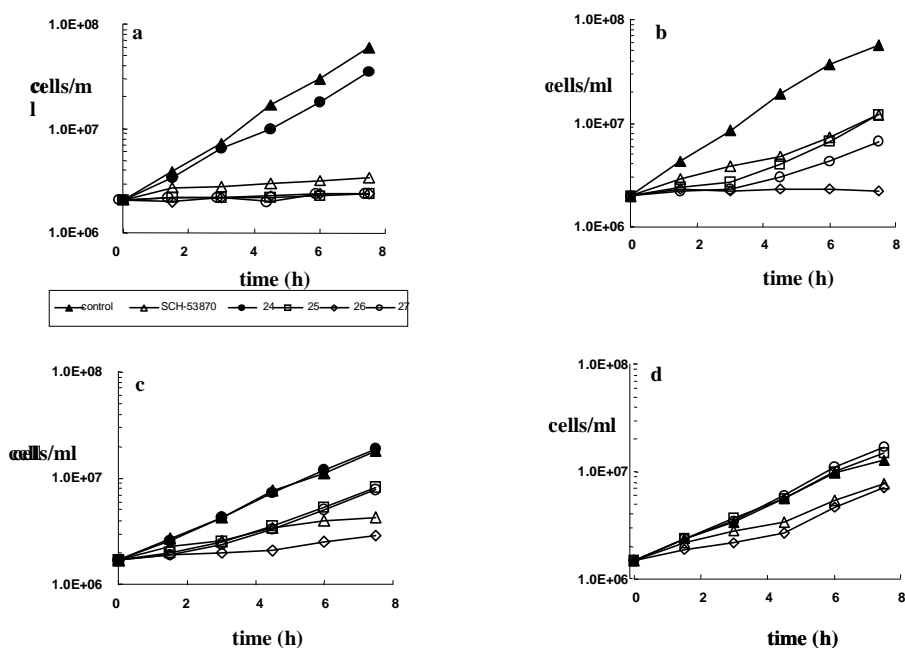 1.0E+08
a
cells/m
l
1.0E+07
1.0E+06
0 2 4 6 8
time (h)
1.0E+08
b
cells/ml
1.0E+07
1.0E+06
0 2 4 6 8
time (h)
control SCH-53870 24 25 26 27
1.0E+08
c
cells/ml
1.0E+07
1.0E+06
0 2 4 6 8
time (h)
1.0E+08
d
cells/ml
1.0E+07
1.0E+06
0 2 4 6 8
time (h)